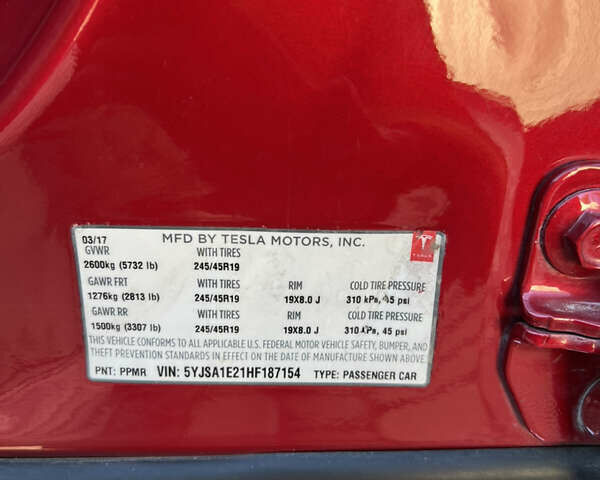 03/17 MFD BY TESLA MOTORS, INC.
GVWR WITH TIRES
2600kg (5732 lb) 245/45R19
TESLA
GAWR FRT WITH TIRES RIM COLD TIRE PRESSURE
1276kg (2813 lb) 245/45R19 19X8.0 J 310 kPa, 45 psi
GAWR RR WITH TIRES RIM COLD TIRE PRESSURE
1500kg (3307 lb) 245/45R19 19X8.0 J 310 kPa, 45 psi
THIS VEHICLE CONFORMS TO ALL APPLICABLE U.S. FEDERAL MOTOR VEHICLE SAFETY, BUMPER, AND
THEFT PREVENTION STANDARDS IN EFFECT ON THE DATE OF MANUFACTURE SHOWN ABOVE.
PNT: PPMR VIN: 5YJSA1E21HF187154 TYPE: PASSENGER CAR